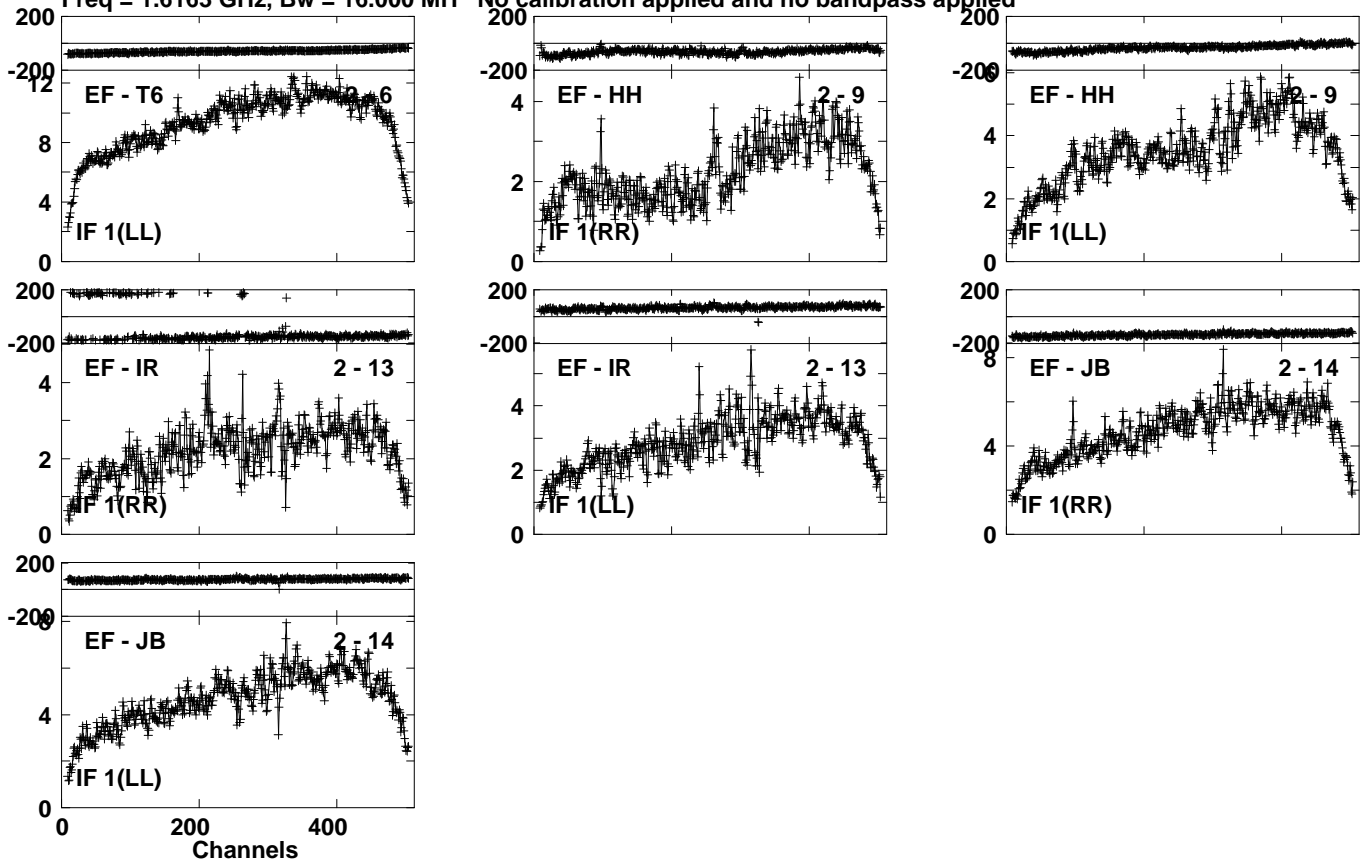 Freq = 1.6163 GHz, Bw = 16.000 MH No calibration applied and no bandpass applied
200 200 200
-200 -200 -200
12 4 6
EF - T6 2 - 6 EF - HH 2 - 9 EF - HH 2 - 9
8 2 4
4 2
IF 1(LL) IF 1(RR) IF 1(LL)
0 0 0
200 200 200
-200 -200 -200
8
EF - IR 2 - 13 EF - IR 2 - 13 EF - JB 2 - 14
4 4 4
2 2
IF 1(RR) IF 1(LL) IF 1(RR)
0 0 0
200
-200
8
EF - JB 2 - 14
4
IF 1(LL)
0
0 200 400
Channels